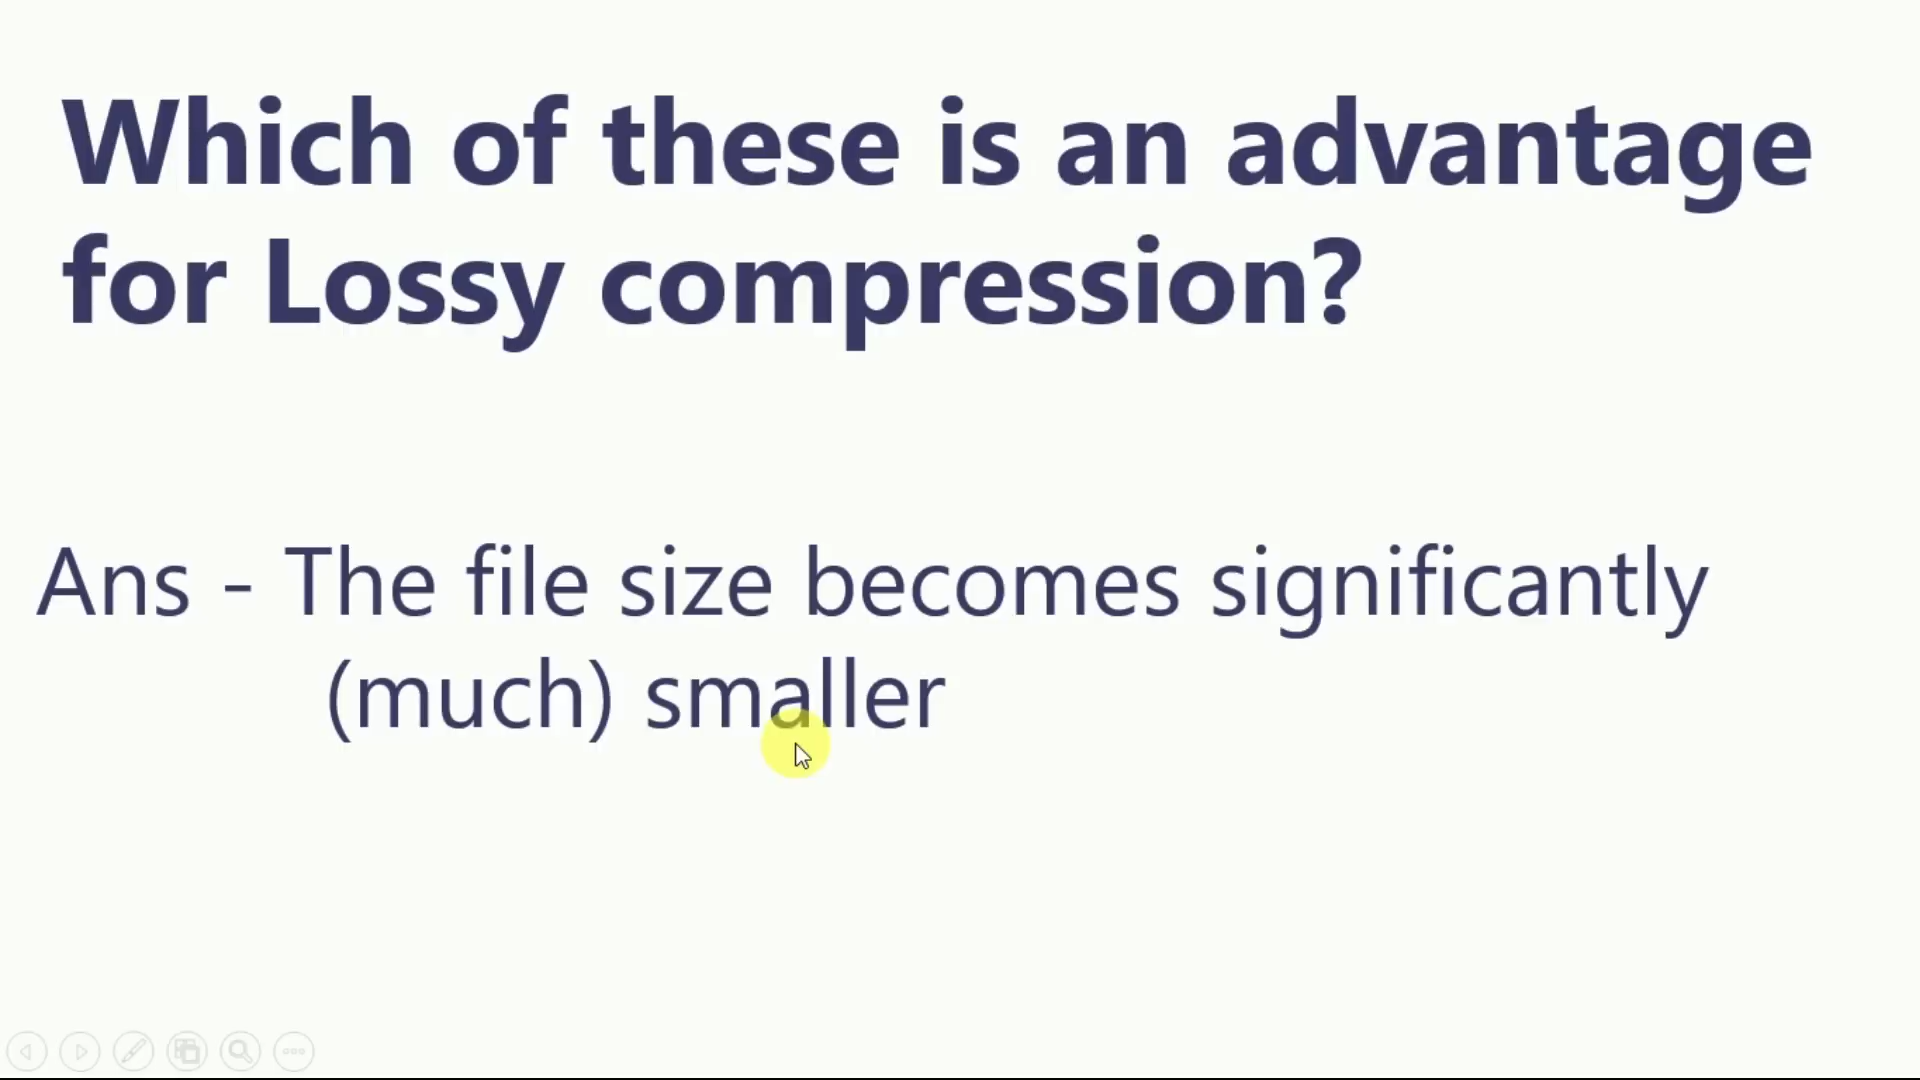 Which of these is an advantage
for Lossy compression?
Ans - The file size becomes significantly
(much) smaller